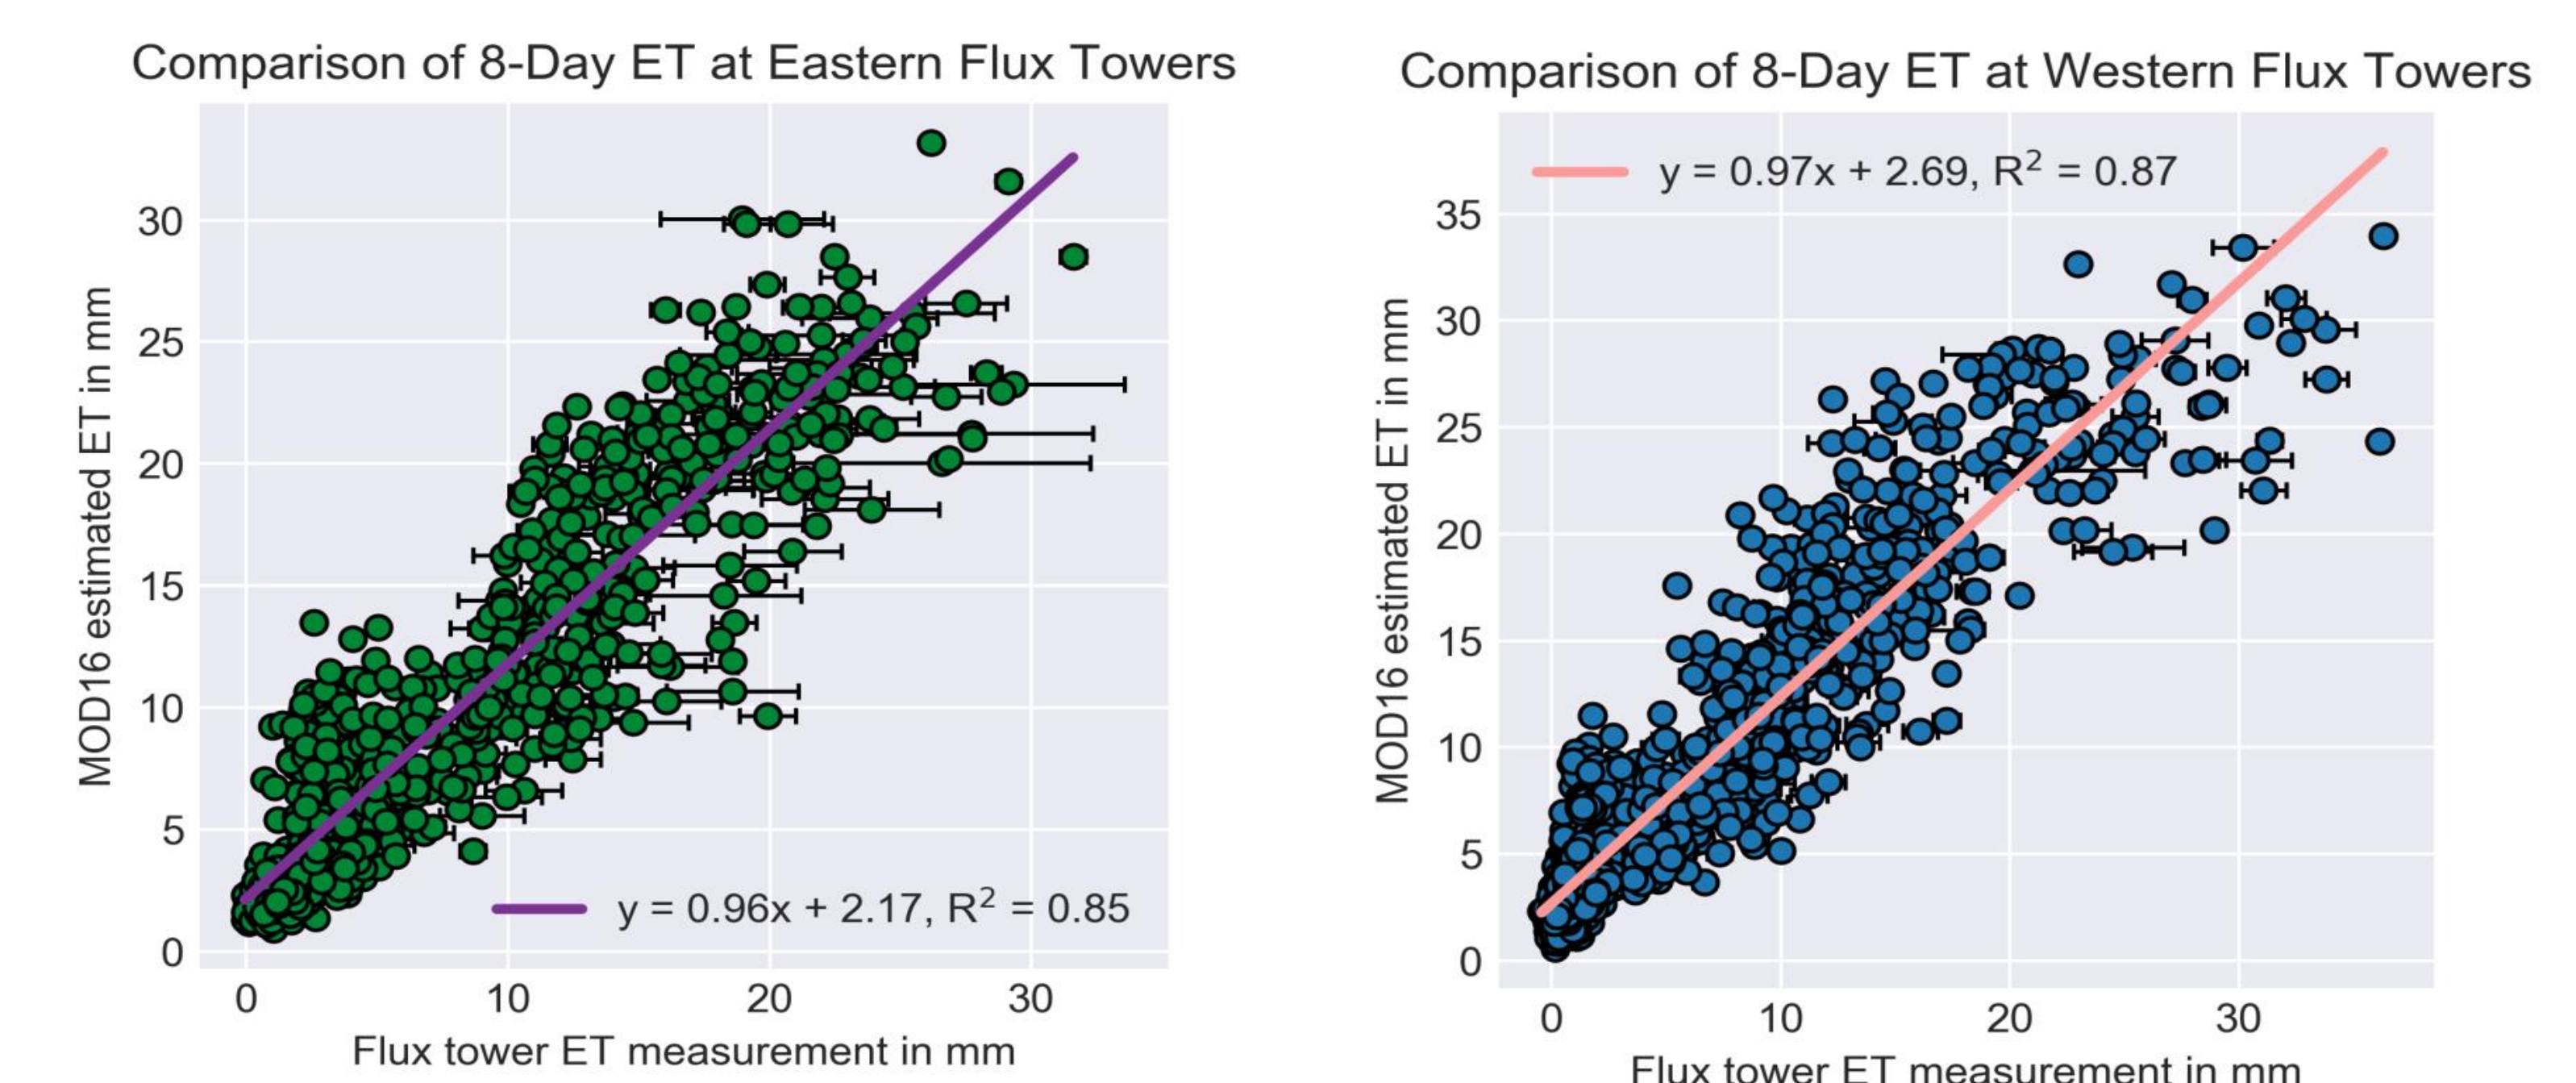 Comparison of 8-Day ET at Eastern Flux Towers
MOD16 estimated ET in mm
30
25
20
15
10
5
0
y = 0.96x + 2.17, R² = 0.85
0 10 20 30
Flux tower ET measurement in mm
Comparison of 8-Day ET at Western Flux Towers
y = 0.97x + 2.69, R² = 0.87
MOD16 estimated ET in mm
35
30
25
20
15
10
5
0
0 10 20 30
Flux tower ET measurement in mm